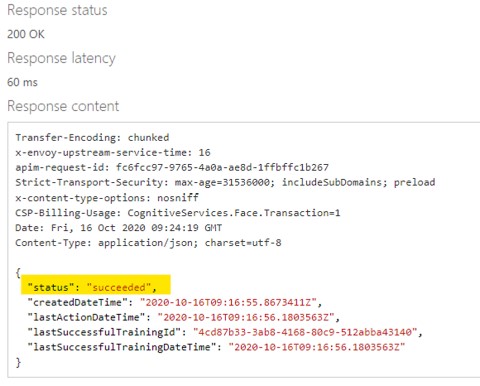 Response status
200 OK
Response latency
60 ms
Response content
Transfer-Encoding: chunked
x-envoy-upstream-service-time: 16
apim-request-id: fc6fcc97-9765-4a0a-ae8d-1ffbffc1b267
Strict-Transport-Security: max-age=31536000; includeSubDomains; preload
x-content-type-options: nosniff
CSP-Billing-Usage: CognitiveServices.Face.Transaction=1
Date: Fri, 16 Oct 2020 09:24:19 GMT
Content-Type: application/json; charset=utf-8
{
"status": "succeeded",
"createdDateTime": "2020-10-16T09:16:55.8673411Z",
"lastActionDateTime": "2020-10-16T09:16:56.1803563Z",
"lastSuccessfulTrainingId": "4cd87b33-3ab8-4168-80c9-512abba43140",
"lastSuccessfulTrainingDateTime": "2020-10-16T09:16:56.1803563Z"
}